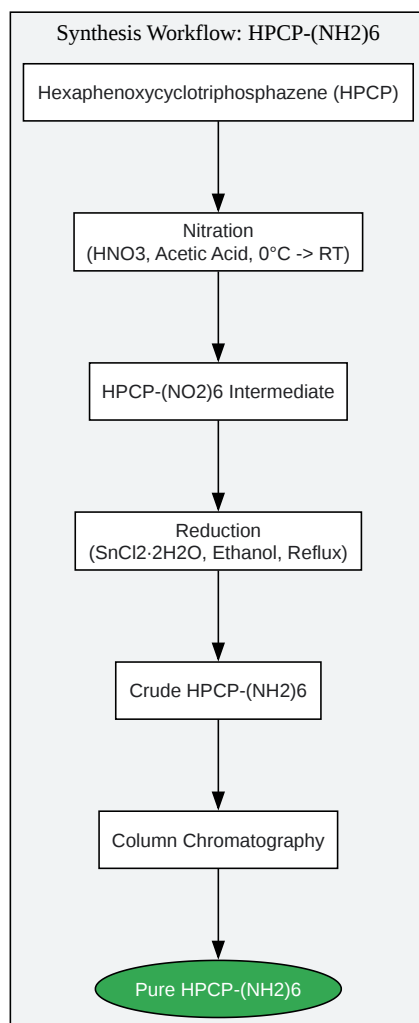 Synthesis Workflow: HPCP-(NH2)6
Hexaphenoxycyclotriphosphazene (HPCP)
Nitration
(HNO3, Acetic Acid, 0°C -> RT)
HPCP-(NO2)6 Intermediate
Reduction
(SnCl2·2H2O, Ethanol, Reflux)
Crude HPCP-(NH2)6
Column Chromatography
Pure HPCP-(NH2)6